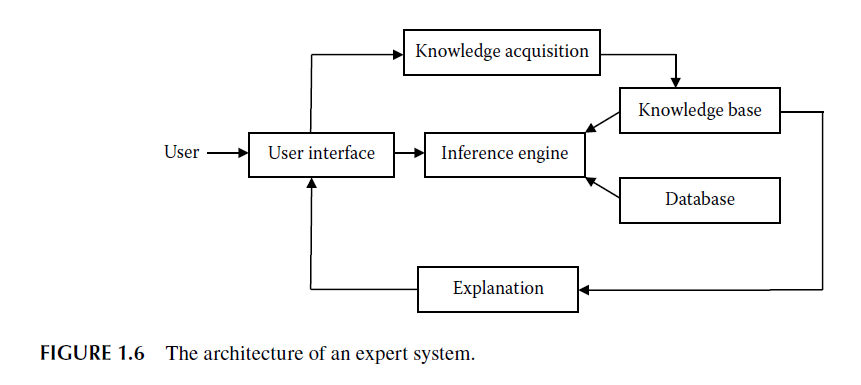 Knowledge acquisition
Knowledge base
User
User interface
Inference engine
Database
Explanation
FIGURE 1.6 The architecture of an expert system.